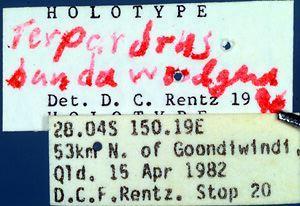 HOLOTYPE
Terpandrus
Det. D. C. Rentz 19
HOLOTYPE
28.04S 150.19E
53km N. of Goondiwindi.
Qld. 15 Apr 1982
D.C.F.Rentz. Stop 20